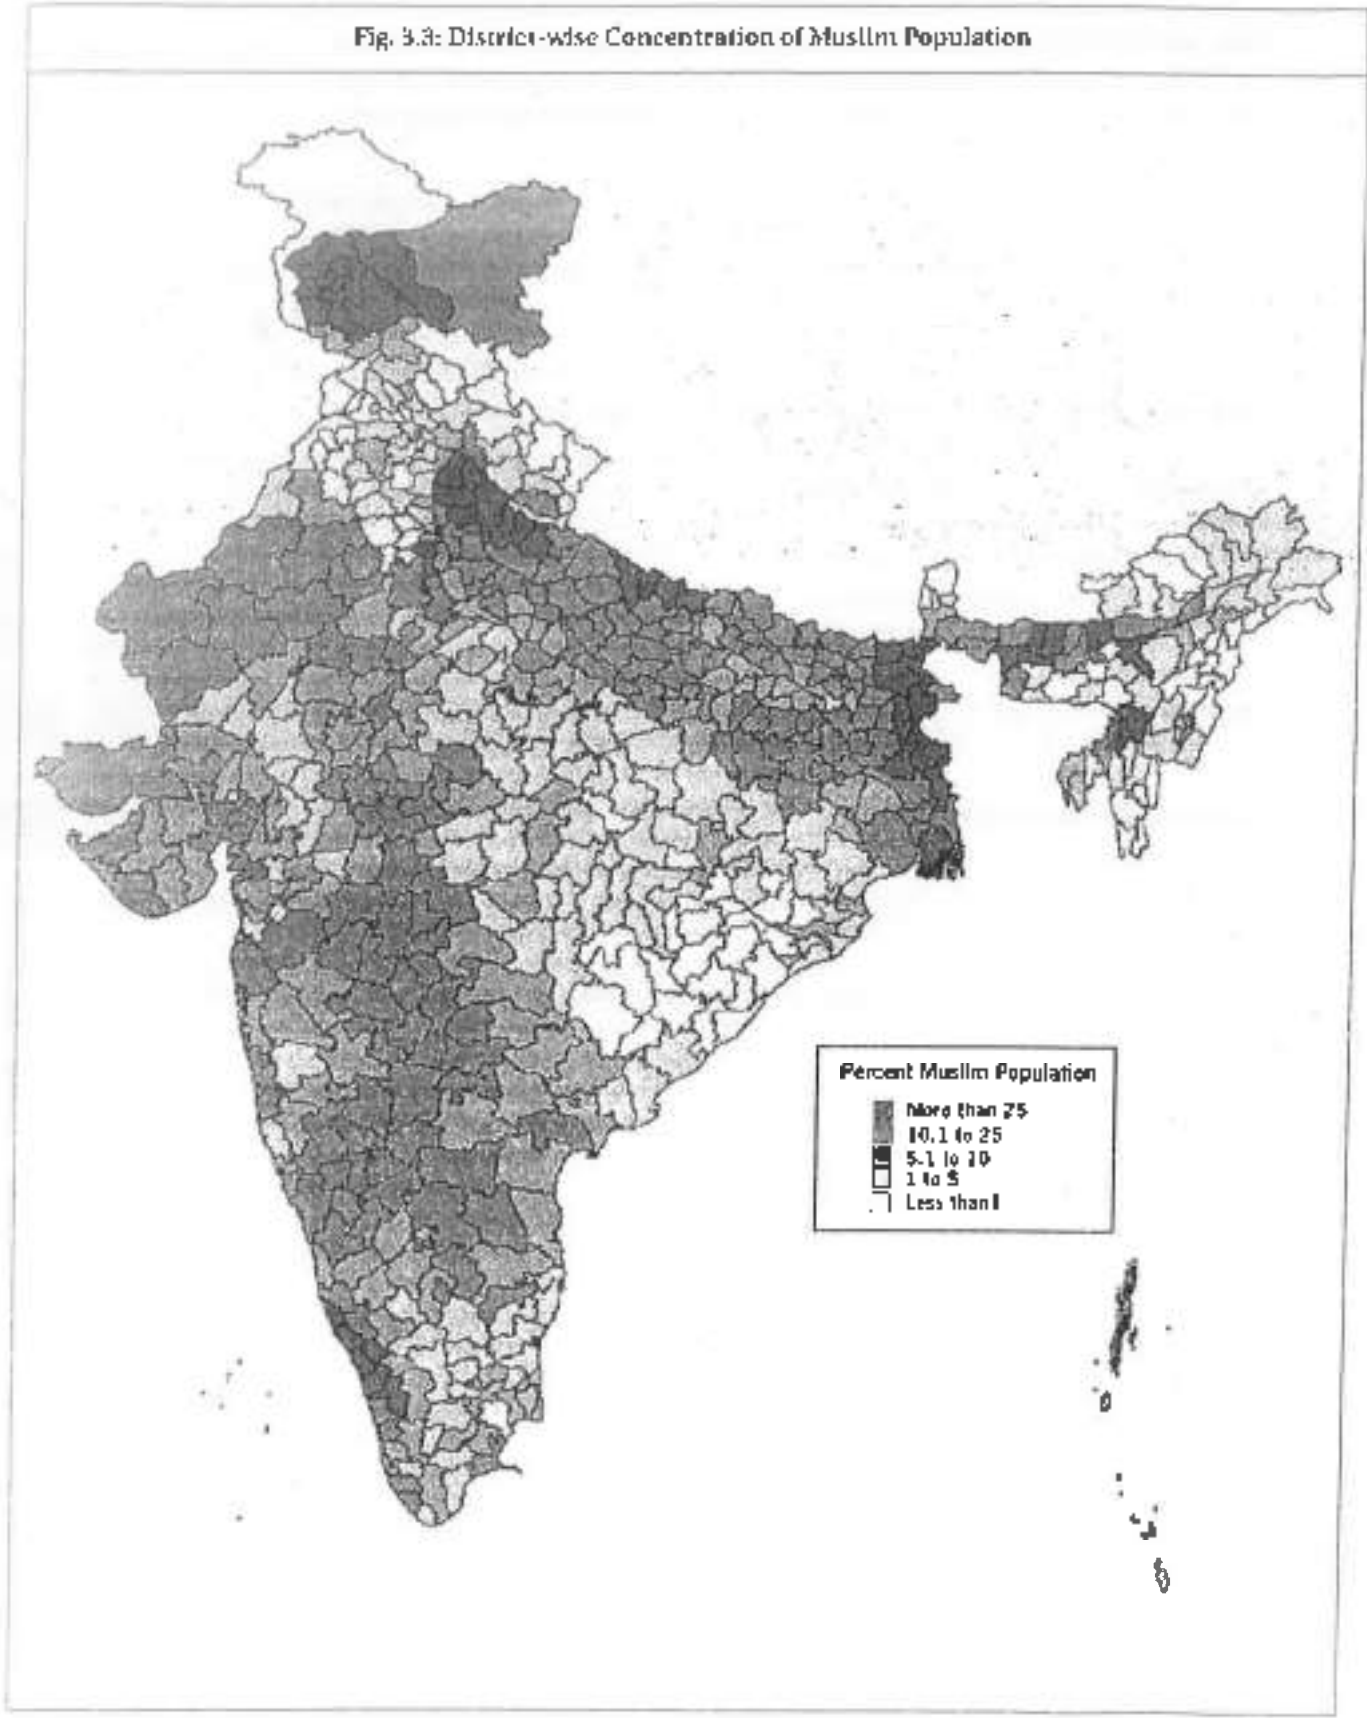 Fig. 3.3: District-wise Concentration of Muslim Population
Percent Muslim Population
More than 25
10.1 to 25
5.1 to 10
1 to 5
Less than 1